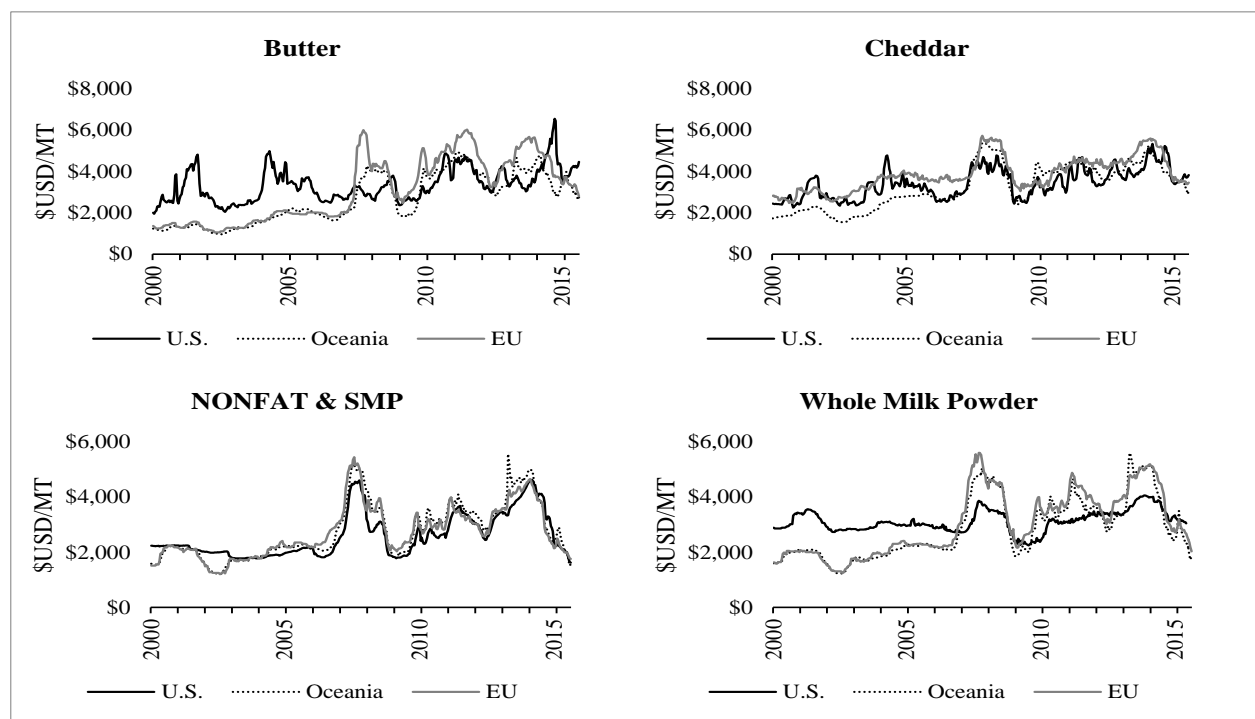 Butter
$USD/MT
$8,000
$6,000
$4,000
$2,000
$0
2000
2005
2010
2015
U.S.
Oceania
EU
Cheddar
$USD/MT
$8,000
$6,000
$4,000
$2,000
$0
2000
2005
2010
2015
U.S.
Oceania
EU
NONFAT & SMP
$USD/MT
$6,000
$4,000
$2,000
$0
2000
2005
2010
2015
U.S.
Oceania
EU
Whole Milk Powder
$USD/MT
$6,000
$4,000
$2,000
$0
2000
2005
2010
2015
U.S.
Oceania
EU